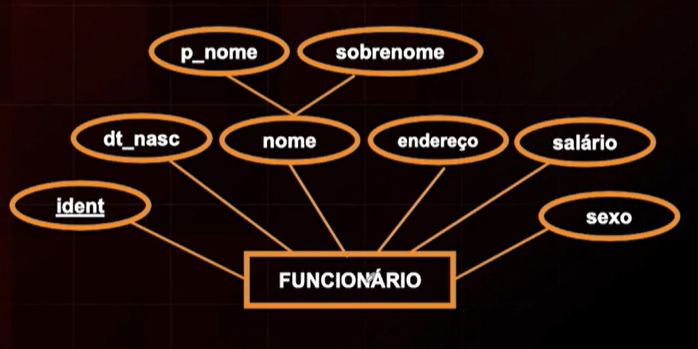 p_nome
sobrenome
dt_nasc
nome
endereço
salário
ident
sexo
FUNCIONÁRIO